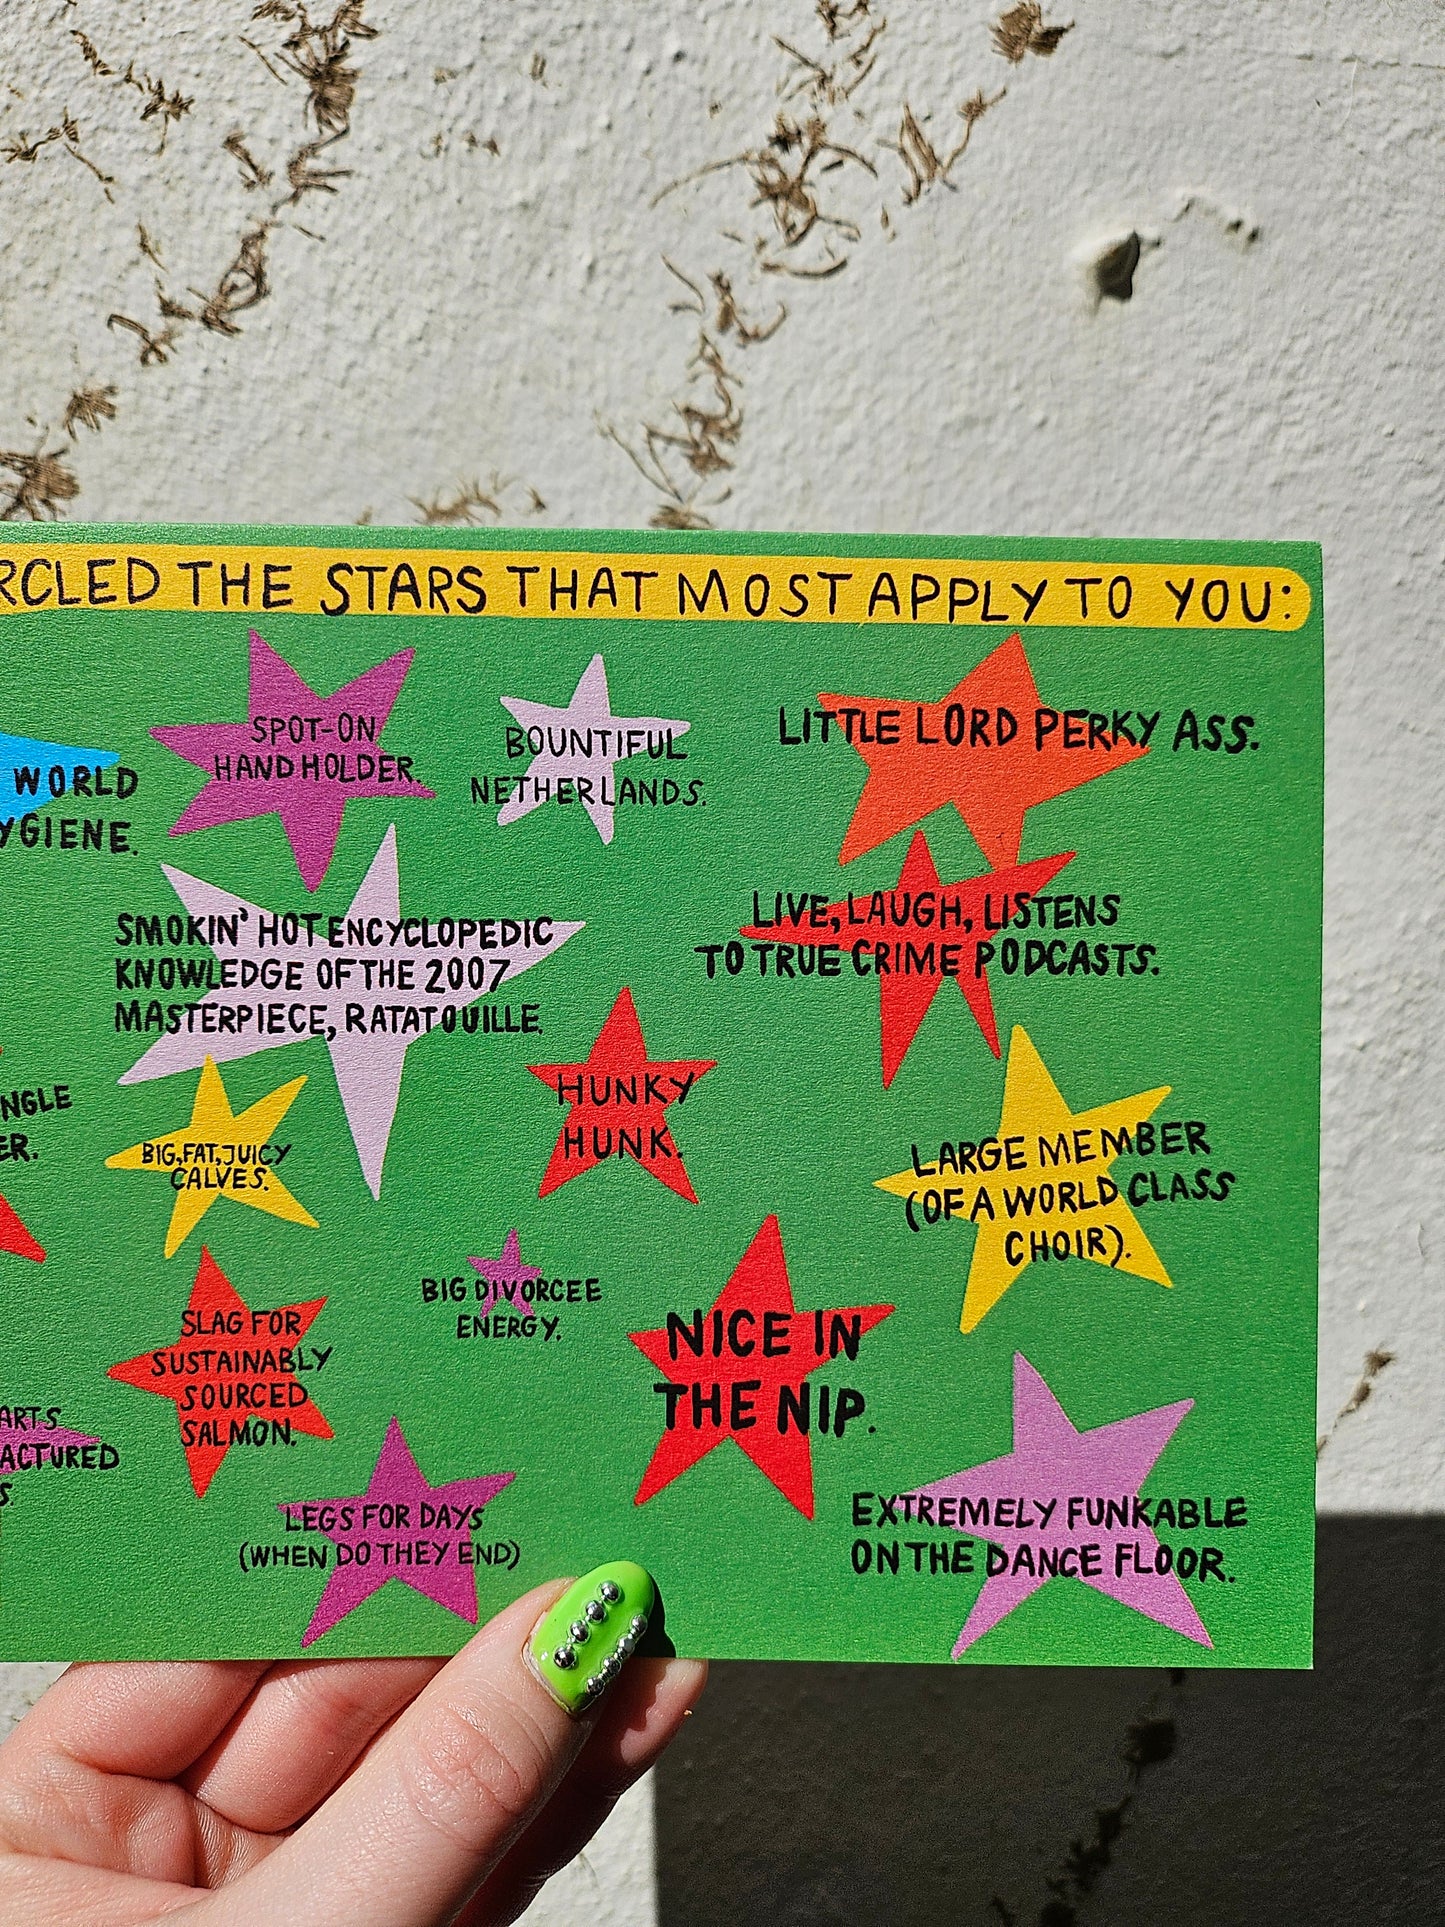 RCLED THE STARS THAT MOST APPLY TO YOU:
SPOT-ON
HAND HOLDER.
BOUNTIFUL
NETHERLANDS.
LITTLE LORD PERKY ASS.
WORLD
YGIENE.
SMOKIN' HOT ENCYCLOPEDIC
KNOWLEDGE OF THE 2007
MASTERPIECE, RATATOUILLE.
LIVE, LAUGH, LISTENS
TO TRUE CRIME PODCASTS.
NGLE
ER.
BIG, FAT, JUICY
CALVES.
HUNKY
HUNK.
LARGE MEMBER
(OF A WORLD CLASS
CHOIR).
BIG DIVORCEE
ENERGY.
SLAG FOR
SUSTAINABLY
SOURCED
SALMON.
NICE IN
THE NIP.
ARTS
ACTURED
S.
LEGS FOR DAYS
(WHEN DO THEY END)
EXTREMELY FUNKABLE
ON THE DANCE FLOOR.